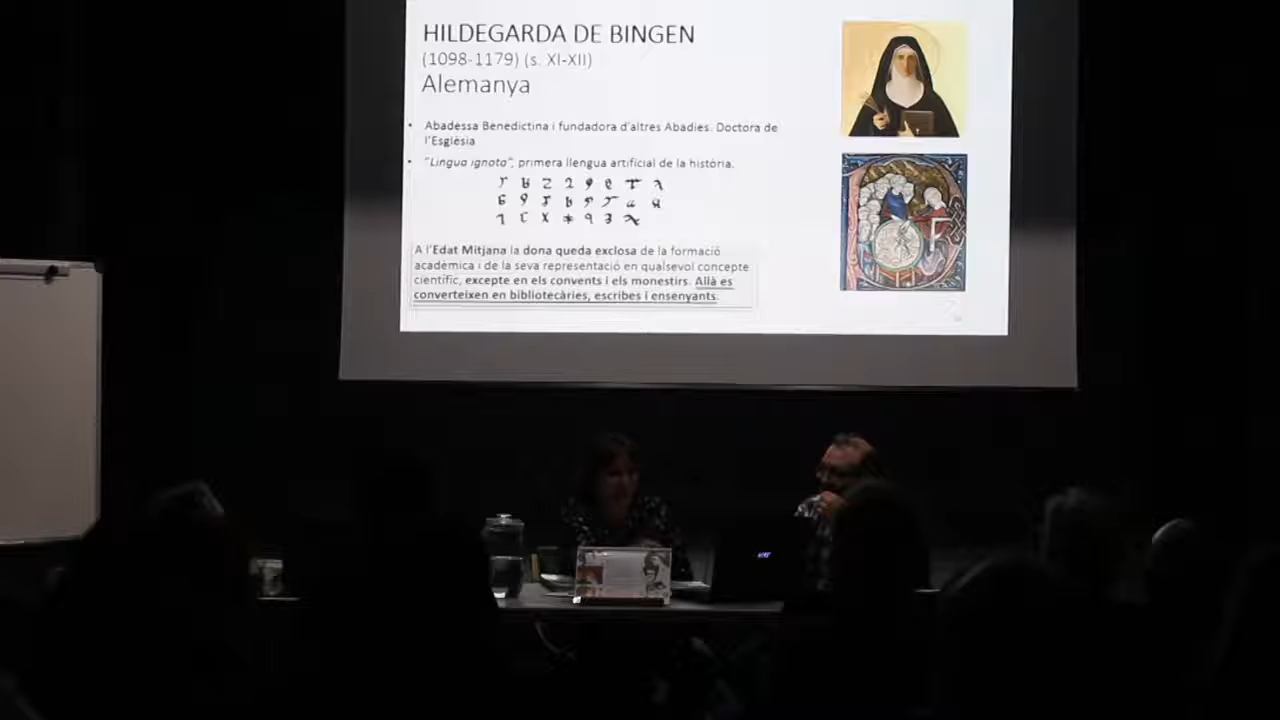 HILDEGARDA DE BINGEN
(1098-1179) (s. XI-XII)
Alemanya
• Abadessa Benedictina i fundadora d'altres Abadies. Doctora de
l'Església
• "Lingua ignota", primera llengua artificial de la història.
A l'Edat Mitjana la dona queda exclosa de la formació
acadèmica i de la seva representació en qualsevol concepte
científic, excepte en els convents i els monestirs. Allà es
converteixen en bibliotecàries, escribes i ensenyants.